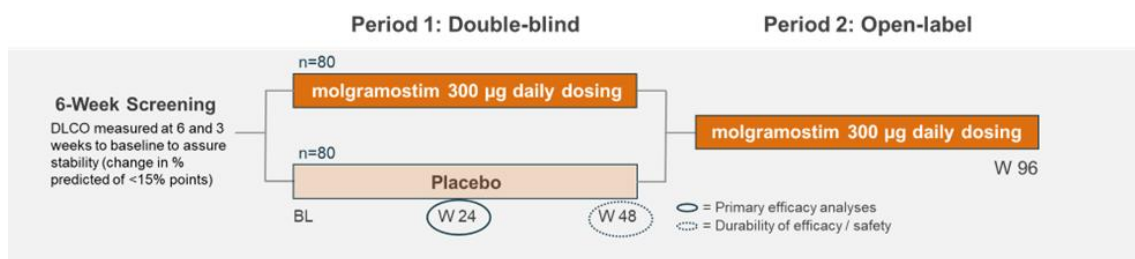 Period 1: Double-blind
Period 2: Open-label
6-Week Screening
DLCO measured at 6 and 3
weeks to baseline to assure
stability (change in %
predicted of <15% points)
n=80
molgramostim 300 µg daily dosing
n=80
Placebo
BL
W 24
W 48
molgramostim 300 µg daily dosing
W 96
= Primary efficacy analyses
= Durability of efficacy / safety